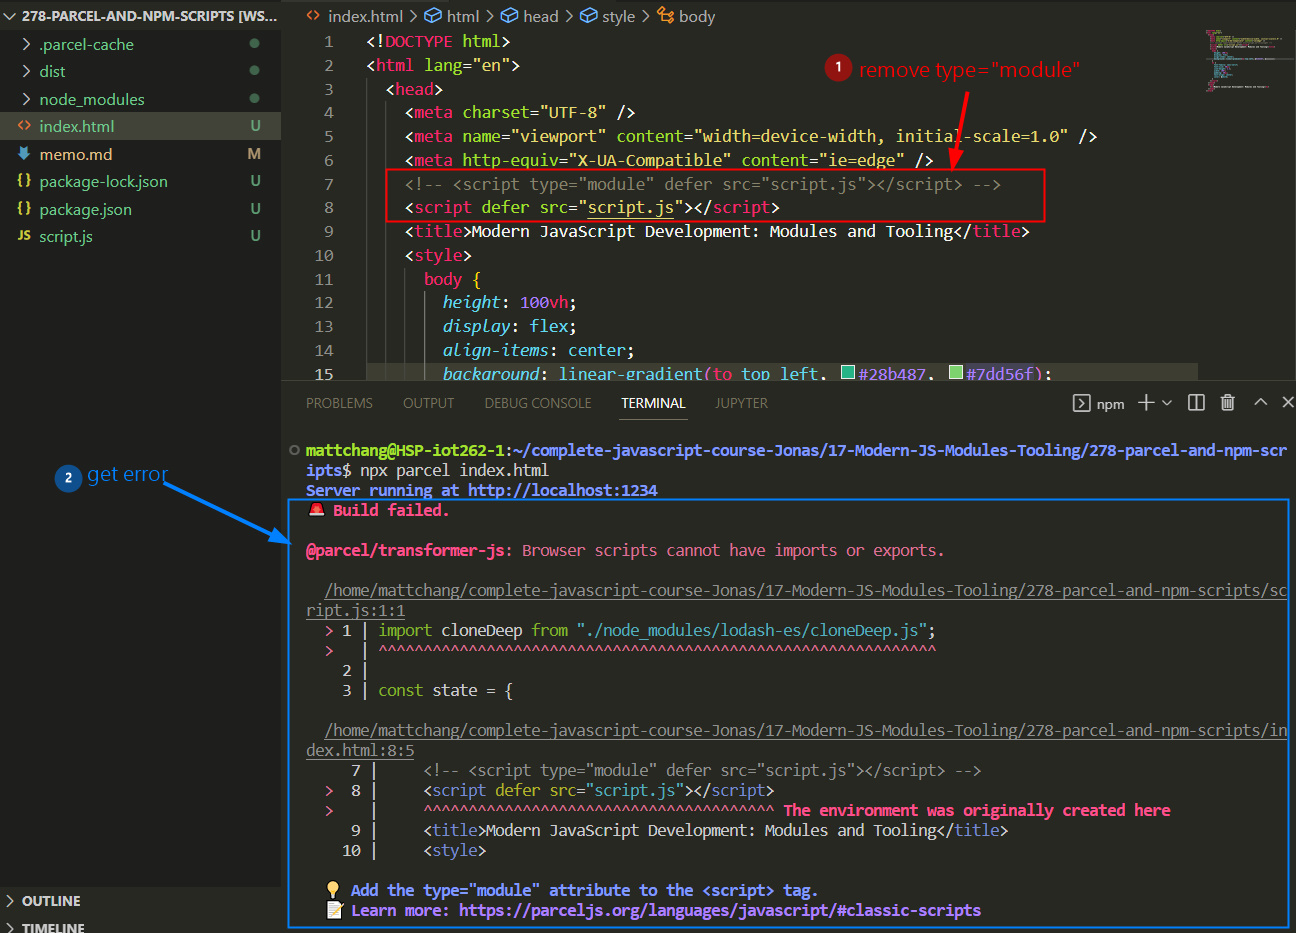 278-PARCEL-AND-NPM-SCRIPTS [WS...
.parcel-cache
dist
node_modules
index.html U
memo.md M
package-lock.json U
package.json U
JS script.js U
OUTLINE
TIMELINE
index.html > html > head > style > body
1 <!DOCTYPE html>
2 <html lang="en">
3 <head>
4 <meta charset="UTF-8" />
5 <meta name="viewport" content="width=device-width, initial-scale=1.0" />
6 <meta http-equiv="X-UA-Compatible" content="ie=edge" />
7 <!-- <script type="module" defer src="script.js"></script> -->
8 <script defer src="script.js"></script>
9 <title>Modern JavaScript Development: Modules and Tooling</title>
10 <style>
11 body {
12 height: 100vh;
13 display: flex;
14 align-items: center;
15 background: linear-gradient(to top left, #28b487, #7dd56f);
1 remove type="module"
PROBLEMS OUTPUT DEBUG CONSOLE TERMINAL JUPYTER
npm
2 get error
mattchang@HSP-iot262-1:~/complete-javascript-course-Jonas/17-Modern-JS-Modules-Tooling/278-parcel-and-npm-scr
ipts$ npx parcel index.html
Server running at http://localhost:1234
🚨 Build failed.
@parcel/transformer-js: Browser scripts cannot have imports or exports.
/home/mattchang/complete-javascript-course-Jonas/17-Modern-JS-Modules-Tooling/278-parcel-and-npm-scripts/sc
ript.js:1:1
> 1 | import cloneDeep from "./node_modules/lodash-es/cloneDeep.js";
> | ^^^^^^^^^^^^^^^^^^^^^^^^^^^^^^^^^^^^^^^^^^^^^^^^^^^^^^^^^^^^^^
2 |
3 | const state = {
/home/mattchang/complete-javascript-course-Jonas/17-Modern-JS-Modules-Tooling/278-parcel-and-npm-scripts/in
dex.html:8:5
7 | <!-- <script type="module" defer src="script.js"></script> -->
> 8 | <script defer src="script.js"></script>
> | ^^^^^^^^^^^^^^^^^^^^^^^^^^^^^^^^^^^^^^^ The environment was originally created here
9 | <title>Modern JavaScript Development: Modules and Tooling</title>
10 | <style>
💡 Add the type="module" attribute to the <script> tag.
📝 Learn more: https://parceljs.org/languages/javascript/#classic-scripts